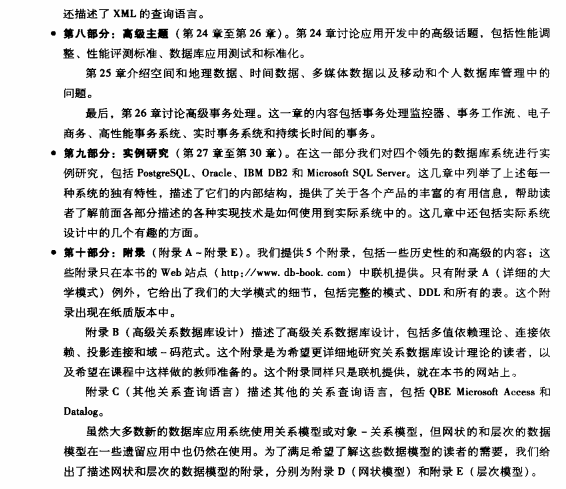 还描述了 XML 的查询语言。
● 第八部分：高级主题（第 24 章至第 26 章）。第 24 章讨论应用开发中的高级话题，包括性能调
整、性能评测标准、数据库应用测试和标准化。
第 25 章介绍空间和地理数据、时间数据、多媒体数据以及移动和个人数据库管理中的
问题。
最后，第 26 章讨论高级事务处理。这一章的内容包括事务处理监控器、事务工作流、电子
商务、高性能事务系统、实时事务系统和持续长时间的事务。
● 第九部分：实例研究（第 27 章至第 30 章）。在这一部分我们对四个领先的数据库系统进行实
例研究，包括 PostgreSQL、Oracle、IBM DB2 和 Microsoft SQL Server。这几章中列举了上述每一
种系统的独有特性，描述了它们的内部结构，提供了关于各个产品的丰富的有用信息，帮助读
者了解前面各部分描述的各种实现技术是如何使用到实际系统中的。这几章中还包括实际系统
设计中的几个有趣的方面。
● 第十部分：附录（附录 A ~ 附录 E）。我们提供 5 个附录，包括一些历史性的和高级的内容；这
些附录只在本书的 Web 站点（http://www.db-book.com）中联机提供。只有附录 A（详细的大
学模式）例外，它给出了我们的大学模式的细节，包括完整的模式、DDL 和所有的表。这个附
录出现在纸质版本中。
附录 B（高级关系数据库设计）描述了高级关系数据库设计，包括多值依赖理论、连接依
赖、投影连接和域 - 码范式。这个附录是为希望更详细地研究关系数据库设计理论的读者，以
及希望在课程中这样做的教师准备的。这个附录同样只是联机提供，就在本书的网站上。
附录 C（其他关系查询语言）描述其他的关系查询语言，包括 QBE Microsoft Access 和
Datalog。
虽然大多数新的数据库应用系统使用关系模型或对象 - 关系模型，但网状的和层次的数据
模型在一些遗留应用中也仍然在使用。为了满足希望了解这些数据模型的读者的需要，我们给
出了描述网状和层次的数据模型的附录，分别为附录 D（网状模型）和附录 E（层次模型）。